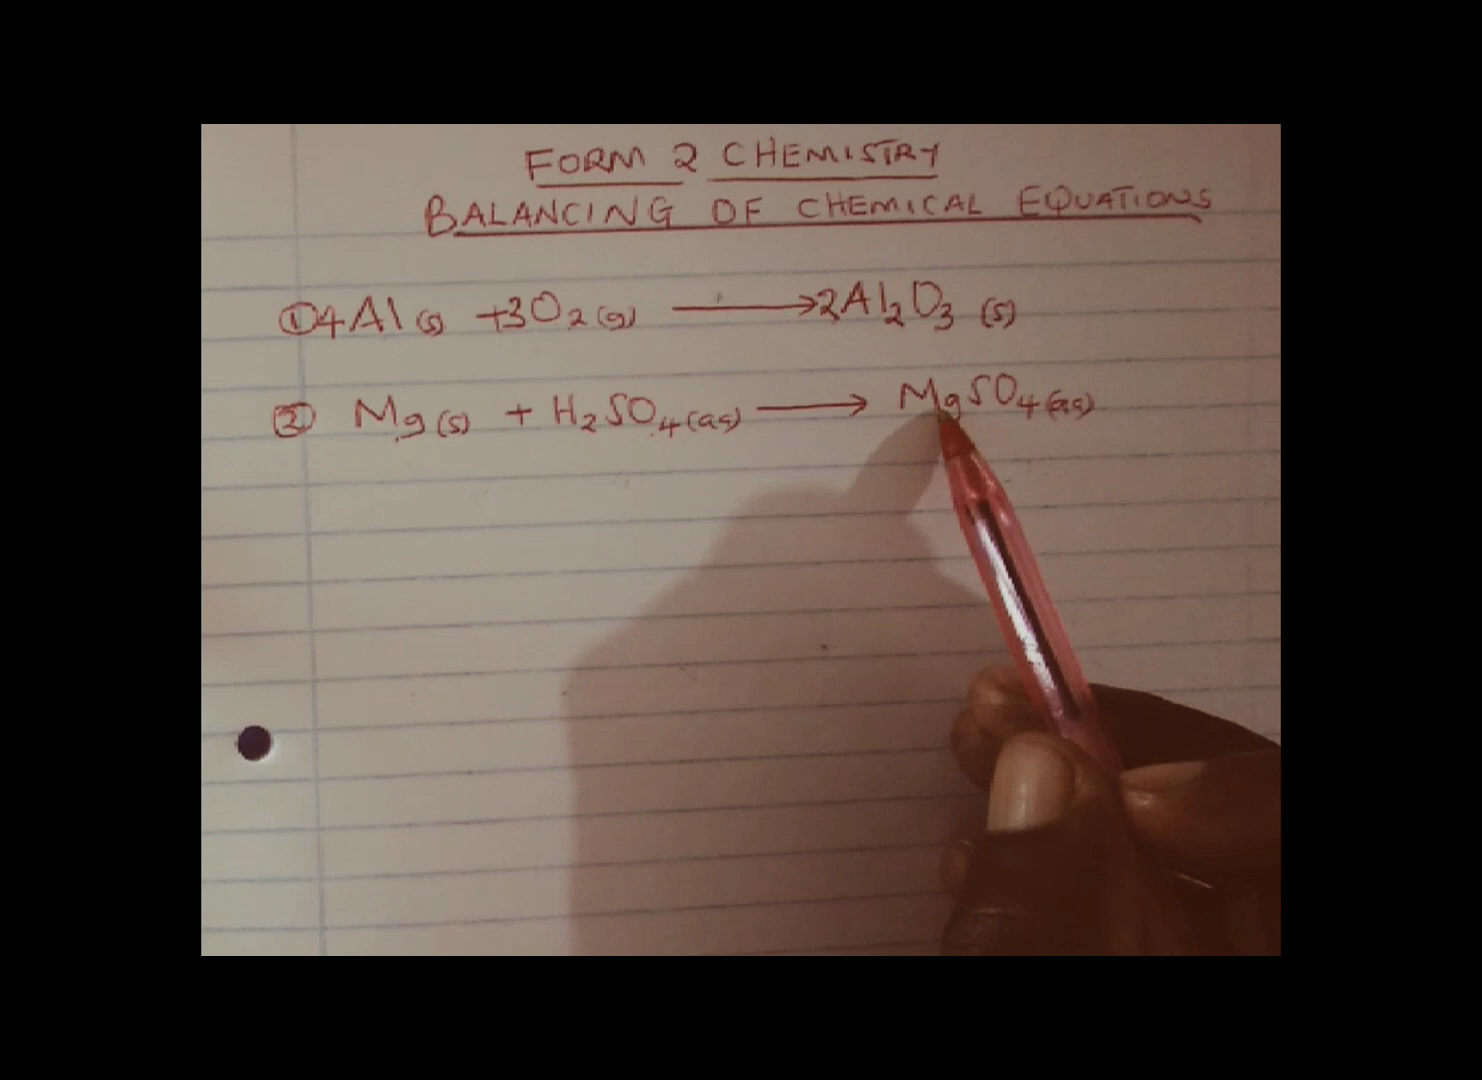 FORM 2 CHEMISTRY
BALANCING OF CHEMICAL EQUATIONS
① 4Al(s) + 3O₂(g) → 2Al₂O₃ (s)
② Mg(s) + H₂SO₄(aq) → MgSO₄(aq)